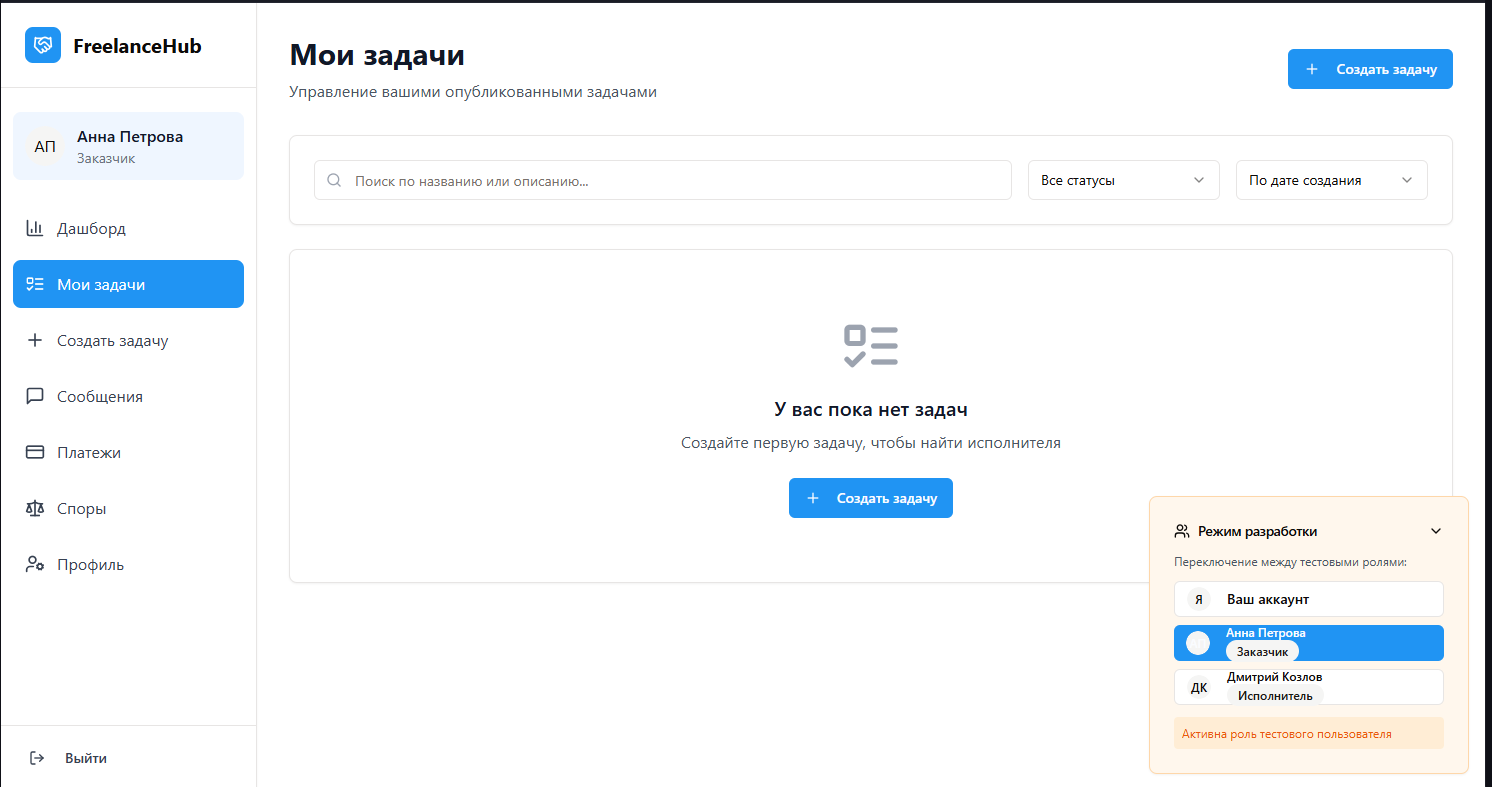 FreelanceHub
АП
Анна Петрова
Заказчик
Дашборд
Мои задачи
Создать задачу
Сообщения
Платежи
Споры
Профиль
Выйти
Мои задачи
Управление вашими опубликованными задачами
Создать задачу
Поиск по названию или описанию...
Все статусы
По дате создания
У вас пока нет задач
Создайте первую задачу, чтобы найти исполнителя
Создать задачу
Режим разработки
Переключение между тестовыми ролями:
Я
Ваш аккаунт
Анна Петрова
Заказчик
ДК
Дмитрий Козлов
Исполнитель
Активна роль тестового пользователя